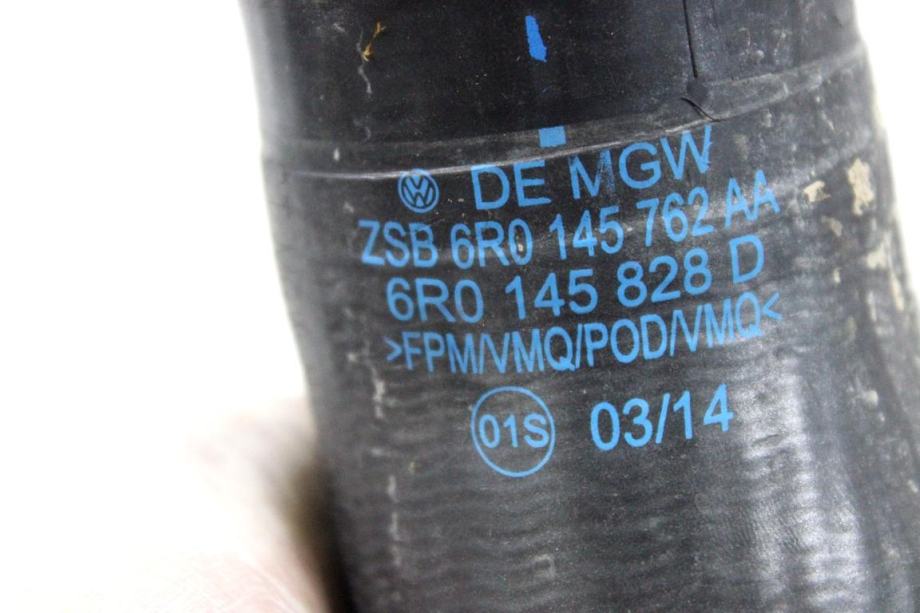 DE MGW
ZSB 6R0 145 762 AA
6R0 145 828 D
>FPM/VMQ/POD/VMQ<
01S 03/14